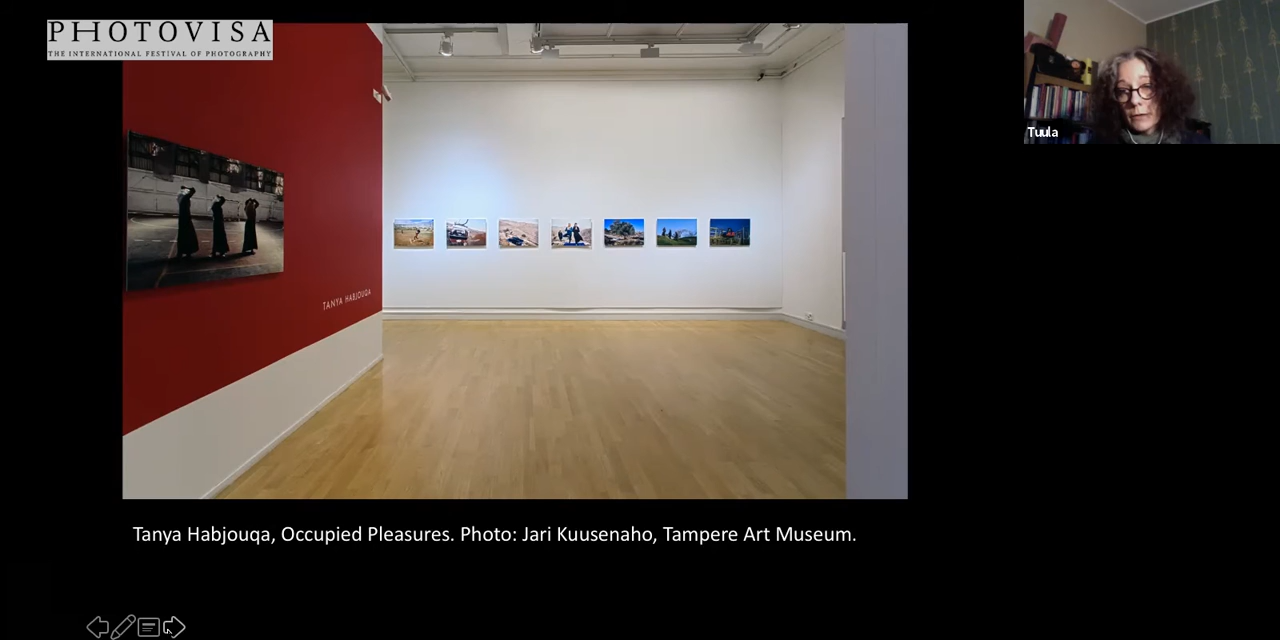 PHOTOVISA
THE INTERNATIONAL FESTIVAL OF PHOTOGRAPHY
Tuula
TANYA HABJOUQA
Tanya Habjouqa, Occupied Pleasures. Photo: Jari Kuusenaho, Tampere Art Museum.